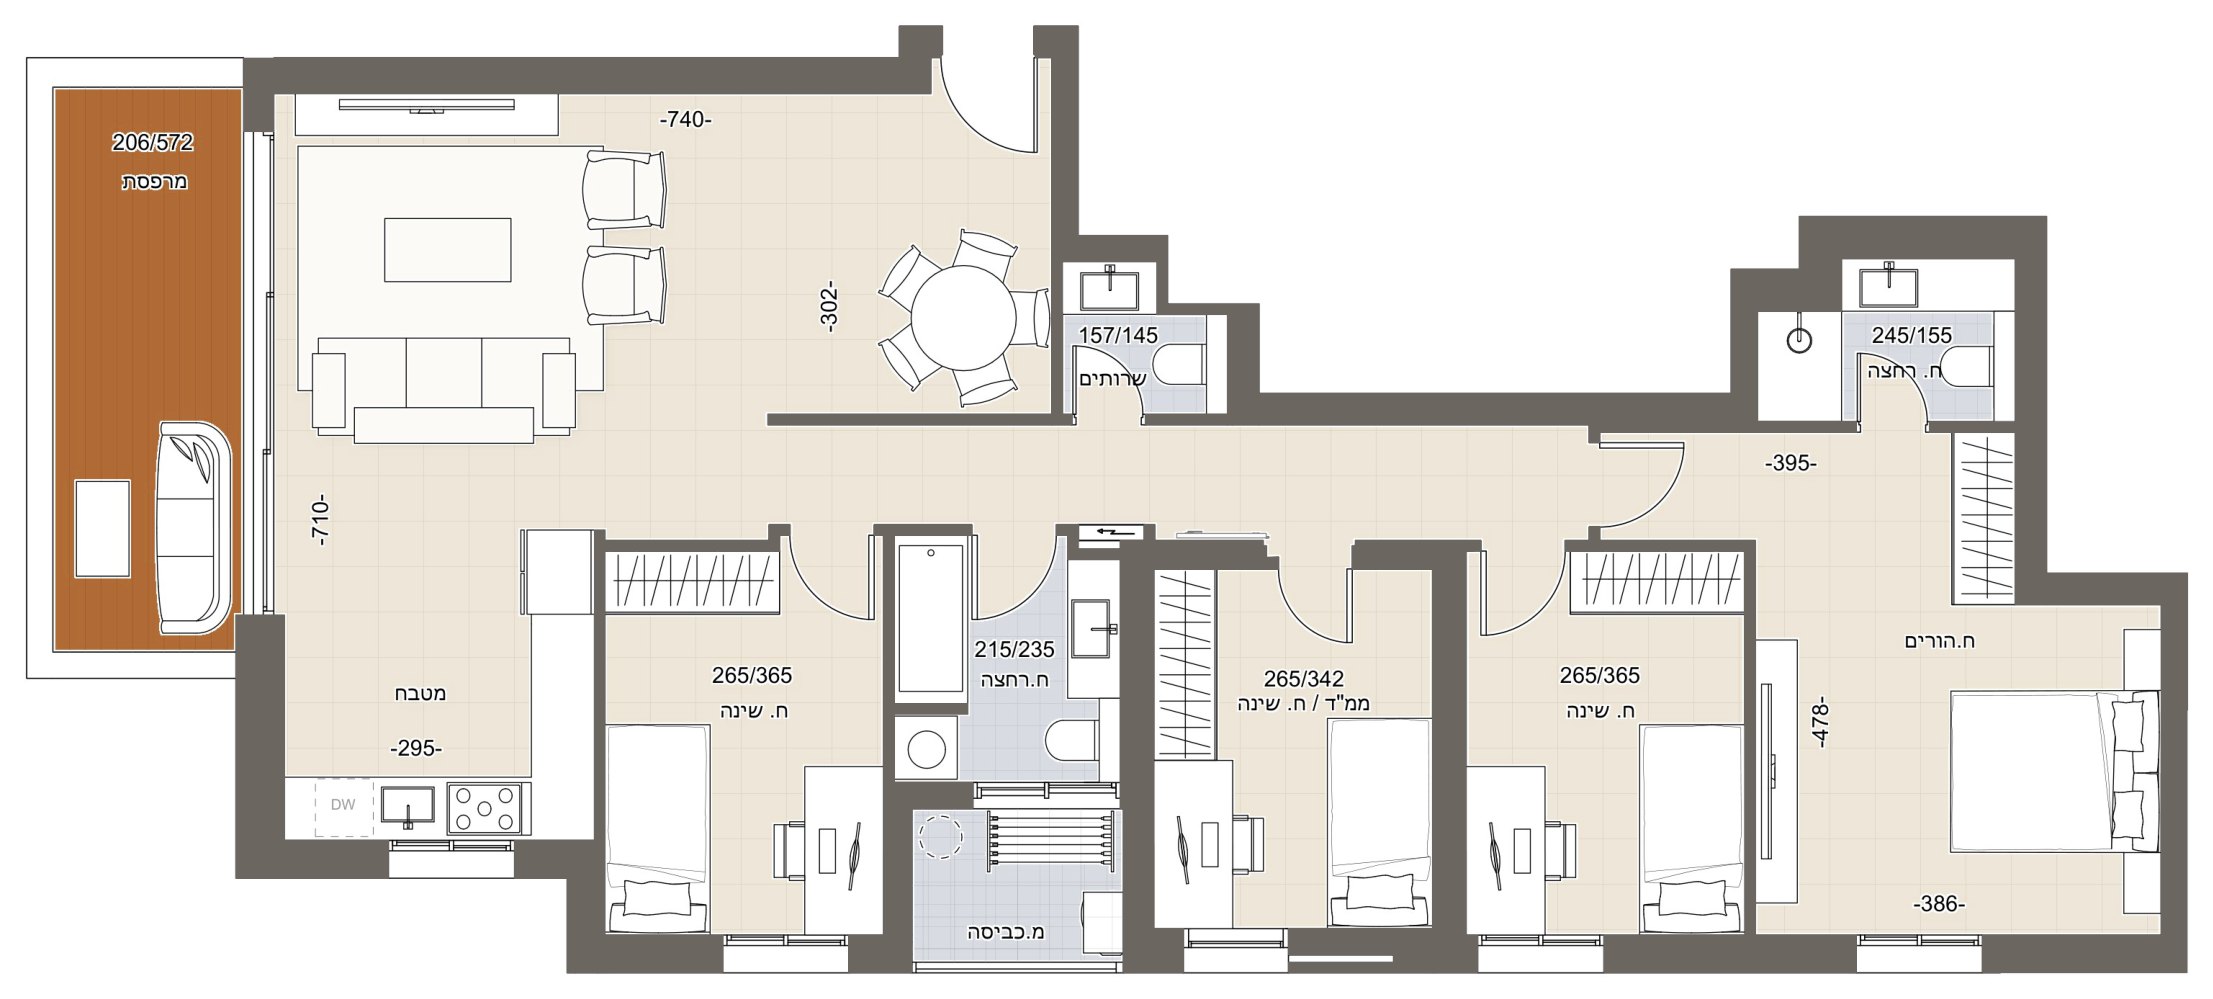 206/572
מרפסת
-740-
-302-
-710-
מטבח
-295-
DW
265/365
ח. שינה
215/235
ח.רחצה
מ.כביסה
157/145
שרותים
265/342
ממ"ד / ח. שינה
265/365
ח. שינה
245/155
ח. רחצה
-395-
ח.הורים
-478-
-386-